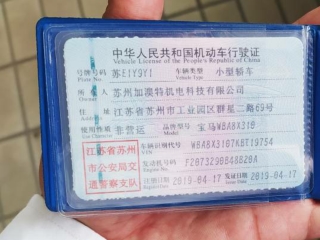 中华人民共和国机动车行驶证
Vehicle License of the People's Republic of China
号牌号码 苏E1Y9Y1 车辆类型 小型轿车
所有人 苏州加澳特机电科技有限公司
住址 江苏省苏州市工业园区群星二路69号
使用性质 非营运 品牌型号 宝马WBA8X310
江苏省苏州市公安局交通警察支队
车辆识别代号
VIN
发动机号码
注册日期 2019-04-17 发证日期 2019-04-17